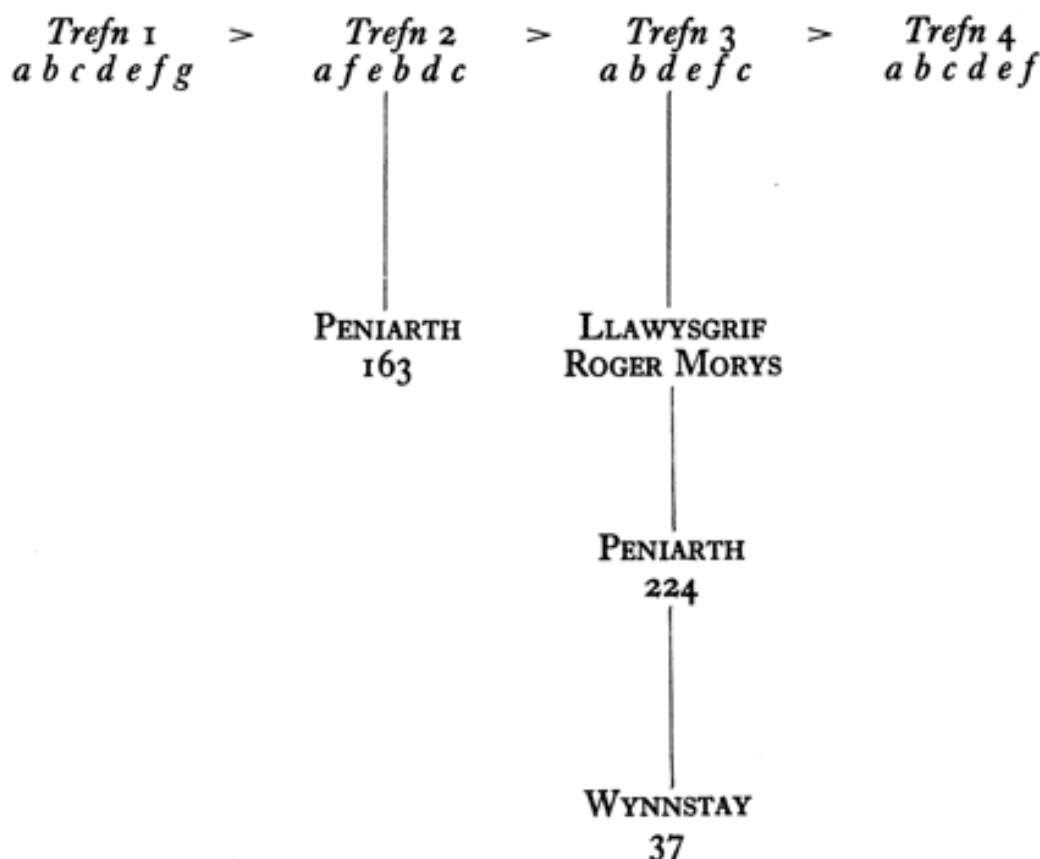 Trefn 1 > Trefn 2 > Trefn 3 > Trefn 4
a b c d e f g a f e b d c a b d e f c a b c d e f
PENIARTH
163
LLAWYSGRIF
ROGER MORYS
PENIARTH
224
WYNNSTAY
37